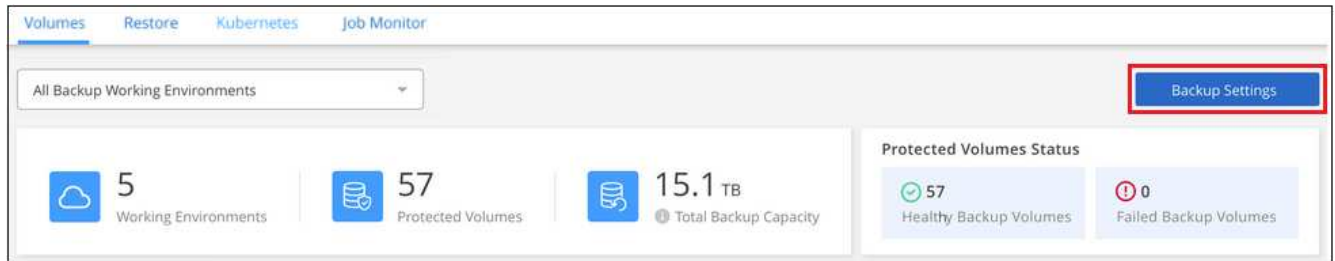 Volumes Restore Kubernetes Job Monitor
All Backup Working Environments
Backup Settings
5
Working Environments
57
Protected Volumes
15.1 TB
Total Backup Capacity
Protected Volumes Status
57
Healthy Backup Volumes
0
Failed Backup Volumes